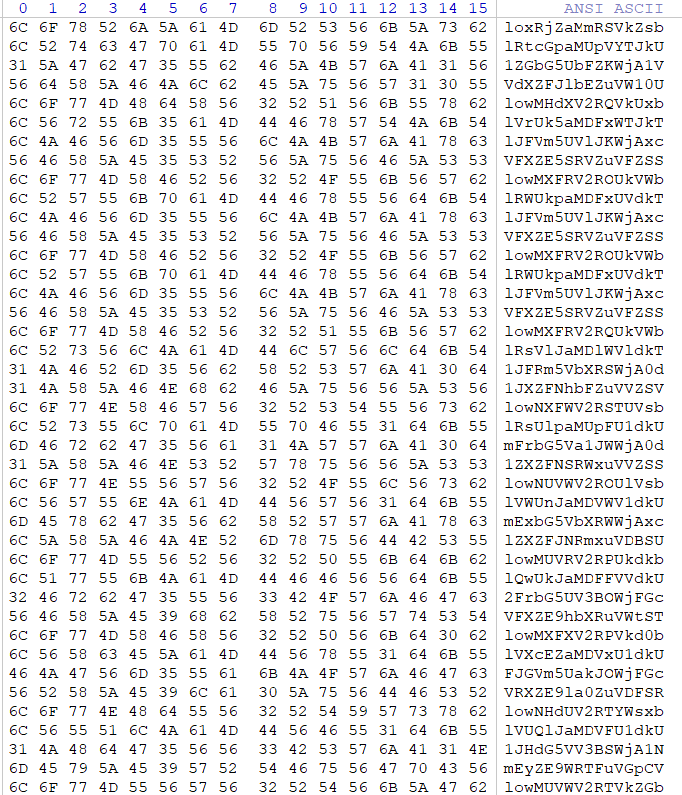 0 1 2 3 4 5 6 7 8 9 10 11 12 13 14 15 ANSI ASCII
6C 6F 78 52 6A 5A 61 4D 6D 52 53 56 6B 5A 73 62 loxRjZaMmRSVkZsb
6C 52 74 63 47 70 61 4D 55 70 56 59 54 4A 6B 55 lRtcGpaMUpVYTJkU
31 5A 47 62 47 35 55 62 46 5A 4B 57 6A 41 31 56 1ZGbG5UbFZKWjA1V
56 64 58 5A 46 4A 6C 62 45 5A 75 56 57 31 30 55 VdXZFJlbEZuVW10U
6C 6F 77 4D 48 64 58 56 32 52 51 56 6B 55 78 62 lowMHdXV2RQVkUxb
6C 56 72 55 6B 35 61 4D 44 46 78 57 54 4A 6B 54 lVrUk5aMDFxWTJkT
6C 4A 46 56 6D 35 55 56 6C 4A 4B 57 6A 41 78 63 lJFVm5UVlJKWjAxc
56 46 58 5A 45 35 53 52 56 5A 75 56 46 5A 53 53 VFXZE5SRVZuVFZSS
6C 6F 77 4D 58 46 52 56 32 52 4F 55 6B 56 57 62 lowMXFRV2ROUkVWb
6C 52 57 55 6B 70 61 4D 44 46 78 55 56 64 6B 54 lRWUkpaMDFxUVdkT
6C 4A 46 56 6D 35 55 56 6C 4A 4B 57 6A 41 78 63 lJFVm5UVlJKWjAxc
56 46 58 5A 45 35 53 52 56 5A 75 56 46 5A 53 53 VFXZE5SRVZuVFZSS
6C 6F 77 4D 58 46 52 56 32 52 4F 55 6B 56 57 62 lowMXFRV2ROUkVWb
6C 52 57 55 6B 70 61 4D 44 46 78 55 56 64 6B 54 lRWUkpaMDFxUVdkT
6C 4A 46 56 6D 35 55 56 6C 4A 4B 57 6A 41 78 63 lJFVm5UVlJKWjAxc
56 46 58 5A 45 35 53 52 56 5A 75 56 46 5A 53 53 VFXZE5SRVZuVFZSS
6C 6F 77 4D 58 46 52 56 32 52 51 55 6B 56 57 62 lowMXFRV2RQUkVWb
6C 52 73 56 6C 4A 61 4D 44 6C 57 56 6C 64 6B 54 lRsVlJaMDlWVldkT
31 4A 46 52 6D 35 56 62 58 52 53 57 6A 41 30 64 1JFRm5VbXRSWjA0d
31 4A 58 5A 46 4E 68 62 46 5A 75 56 56 5A 53 56 1JXZFNhbFZuVVZSV
6C 6F 77 4E 58 46 57 56 32 52 53 54 55 56 73 62 lowNXFWV2RSTUVsb
6C 52 73 55 6C 70 61 4D 55 70 46 55 31 64 6B 55 lRsUlpaMUpFU1dkU
6D 46 72 62 47 35 56 61 31 4A 57 57 6A 41 30 64 mFrbG5Va1JWWjA0d
31 5A 58 5A 46 4E 53 52 57 78 75 56 56 5A 53 53 1ZXZFNSRWxuVVZSS
6C 6F 77 4E 55 56 57 56 32 52 4F 55 6C 56 73 62 lowNUVWV2ROUlVsb
6C 56 57 55 6E 4A 61 4D 44 56 57 56 31 64 6B 55 lVWUnJaMDVWV1dkU
6D 45 78 62 47 35 56 62 58 52 57 57 6A 41 78 63 mExbG5VbXRWWjAxc
6C 5A 58 5A 46 4A 4E 52 6D 78 75 56 44 42 53 55 lZXZFJNRmxuVDBSU
6C 6F 77 4D 55 56 52 56 32 52 50 55 6B 64 6B 62 lowMUVRV2RPUkdkb
6C 51 77 55 6B 4A 61 4D 44 46 46 56 56 64 6B 55 lQwUkJaMDFFVVdkU
32 46 72 62 47 35 55 56 33 42 4F 57 6A 46 47 63 2FrbG5UV3BOWjFGc
56 46 58 5A 45 39 68 62 58 52 75 56 57 74 53 54 VFXZE9hbXRuVWtST
6C 6F 77 4D 58 46 58 56 32 52 50 56 6B 64 30 62 lowMXFXV2RPVkd0b
6C 56 58 63 45 5A 61 4D 44 56 78 55 31 64 6B 55 lVXcEZaMDVxU1dkU
46 4A 47 56 6D 35 55 61 6B 4A 4F 57 6A 46 47 63 FJGVm5UakJOWjFGc
56 52 58 5A 45 39 6C 61 30 5A 75 56 44 46 53 52 VRXZE9la0ZuVDFSR
6C 6F 77 4E 48 64 55 56 32 52 54 59 57 73 78 62 lowNHdUV2RTYWsxb
6C 56 55 51 6C 4A 61 4D 44 56 46 55 31 64 6B 55 lVUQlJaMDVFU1dkU
31 4A 48 64 47 35 56 56 33 42 53 57 6A 41 31 4E 1JHdG5VV3BSWjA1N
6D 45 79 5A 45 39 57 52 54 46 75 56 47 70 43 56 mEyZE9WRTFuVGpCV
6C 6F 77 4D 55 56 57 56 32 52 54 56 6B 5A 47 62 lowMUVWV2RTVkZGb